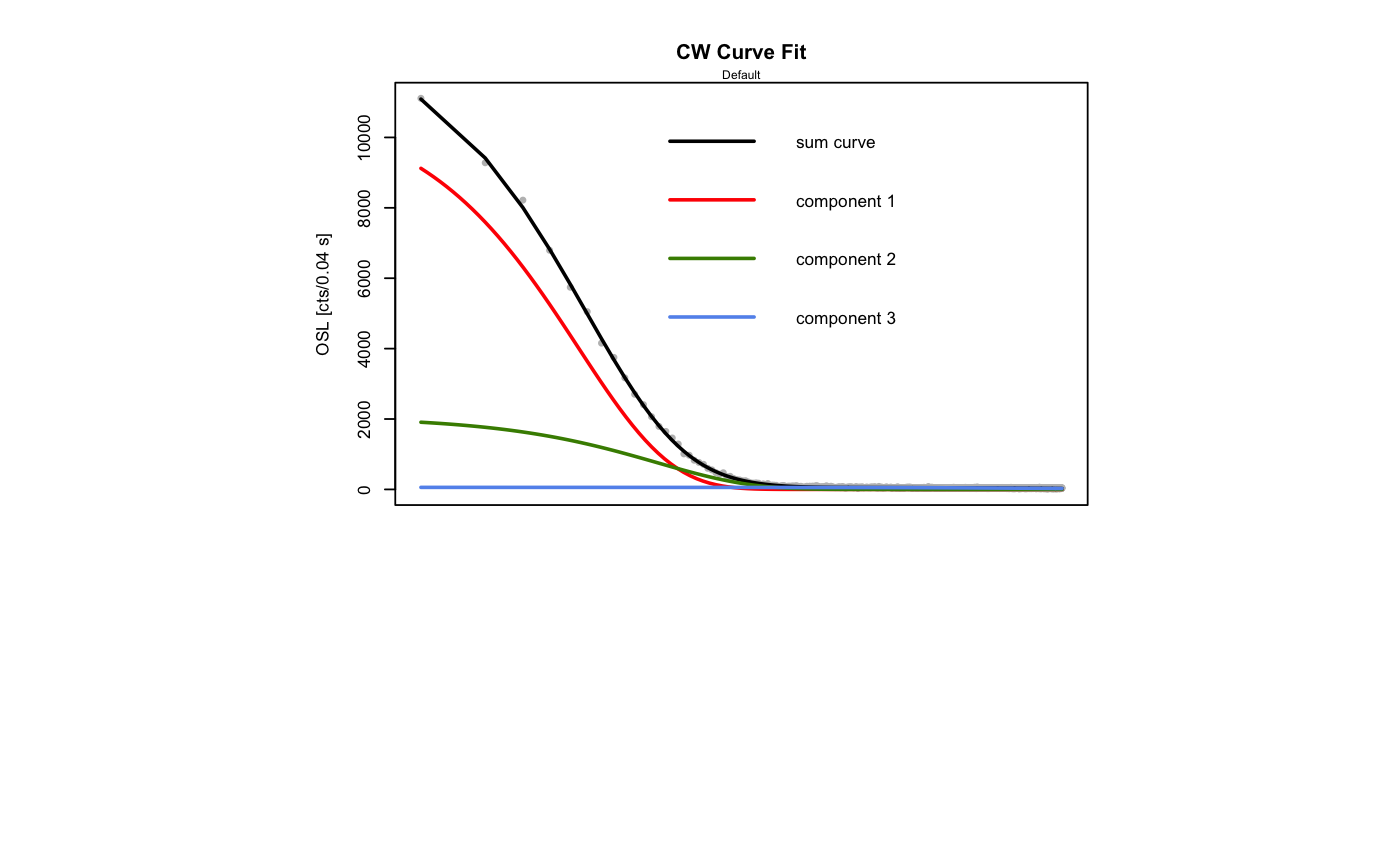 CW Curve Fit
Default
OSL [cts/0.04 s]
10000
8000
6000
4000
2000
0
sum curve
component 1
component 2
component 3